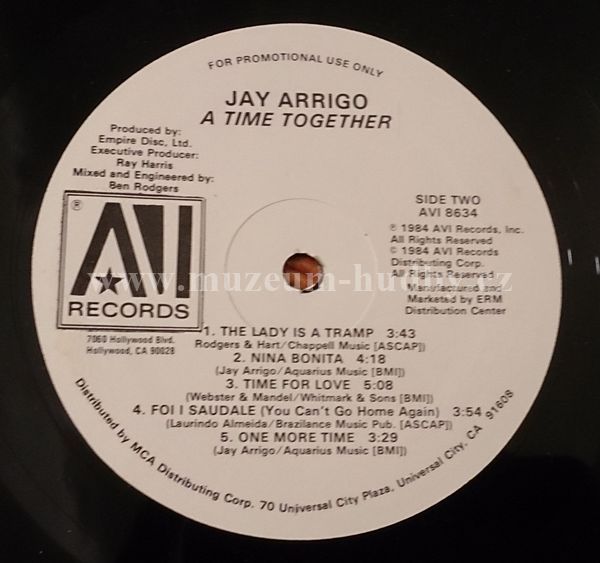 FOR PROMOTIONAL USE ONLY
JAY ARRIGO
A TIME TOGETHER
Produced by:
Empire Disc, Ltd.
Executive Producer:
Ray Harris
Mixed and Engineered by:
Ben Rodgers
®
AVI
RECORDS
7060 Hollywood Blvd.
Hollywood, CA 90028
SIDE TWO
AVI 8634
℗ 1984 AVI Records, Inc.
All Rights Reserved
© 1984 AVI Records
Distributing Corp.
All Rights Reserved
Manufactured and
Marketed by ERM
Distribution Center
www.muzeum-hudby.cz
1. THE LADY IS A TRAMP 3:43
Rodgers & Hart/Chappell Music [ASCAP])
2. NINA BONITA 4:18
(Jay Arrigo/Aquarius Music [BMI])
3. TIME FOR LOVE 5:08
(Webster & Mandel/Whitmark & Sons [BMI])
4. FOI I SAUDALE (You Can't Go Home Again) 3:54
(Laurindo Almeida/Brazilance Music Pub. [ASCAP])
5. ONE MORE TIME 3:29
(Jay Arrigo/Aquarius Music [BMI])
Distributed by MCA Distributing Corp. 70 Universal City Plaza, Universal City, CA 91608